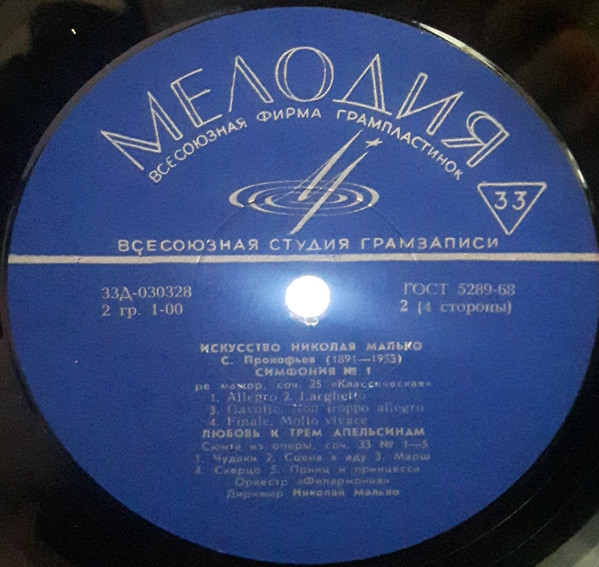 МЕЛОДИЯ
ВСЕСОЮЗНАЯ ФИРМА ГРАМПЛАСТИНОК
33
ВСЕСОЮЗНАЯ СТУДИЯ ГРАМЗАПИСИ
33Д-030328
ГОСТ 5289-68
2 гр. 1-00
2 (4 стороны)
ИСКУССТВО НИКОЛАЯ МАЛЬКО
С. Прокофьев (1891—1953)
СИМФОНИЯ № 1
ре мажор, соч. 25 «Классическая»
1. Allegro 2. Larghetto
3. Gavotte. Non troppo allegro
4. Finale. Molto vivace
ЛЮБОВЬ К ТРЕМ АПЕЛЬСИНАМ
Сюита из оперы, соч. 33 № 1—5
1. Чудаки 2. Сцена в аду 3. Марш
4. Скерцо 5. Принц и принцесса
Оркестр «Филармония»
Дирижер Николай Малько